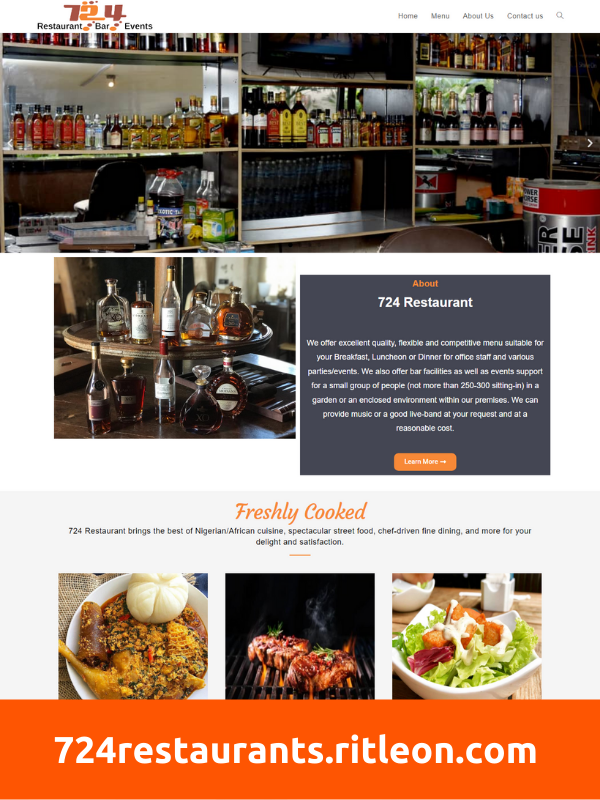 724
Restaurant Bar Events
Home Menu About Us Contact us
EXOTIC
About
724 Restaurant
We offer excellent quality, flexible and competitive menu suitable for
your Breakfast, Luncheon or Dinner for office staff and various
parties/events. We also offer bar facilities as well as events support
for a small group of people (not more than 250-300 sitting-in) in a
garden or an enclosed environment within our premises. We can
provide music or a good live-band at your request and at a
reasonable cost.
Learn More →
Freshly Cooked
724 Restaurant brings the best of Nigerian/African cuisine, spectacular street food, chef-driven fine dining, and more for your
delight and satisfaction.
724restaurants.ritleon.com